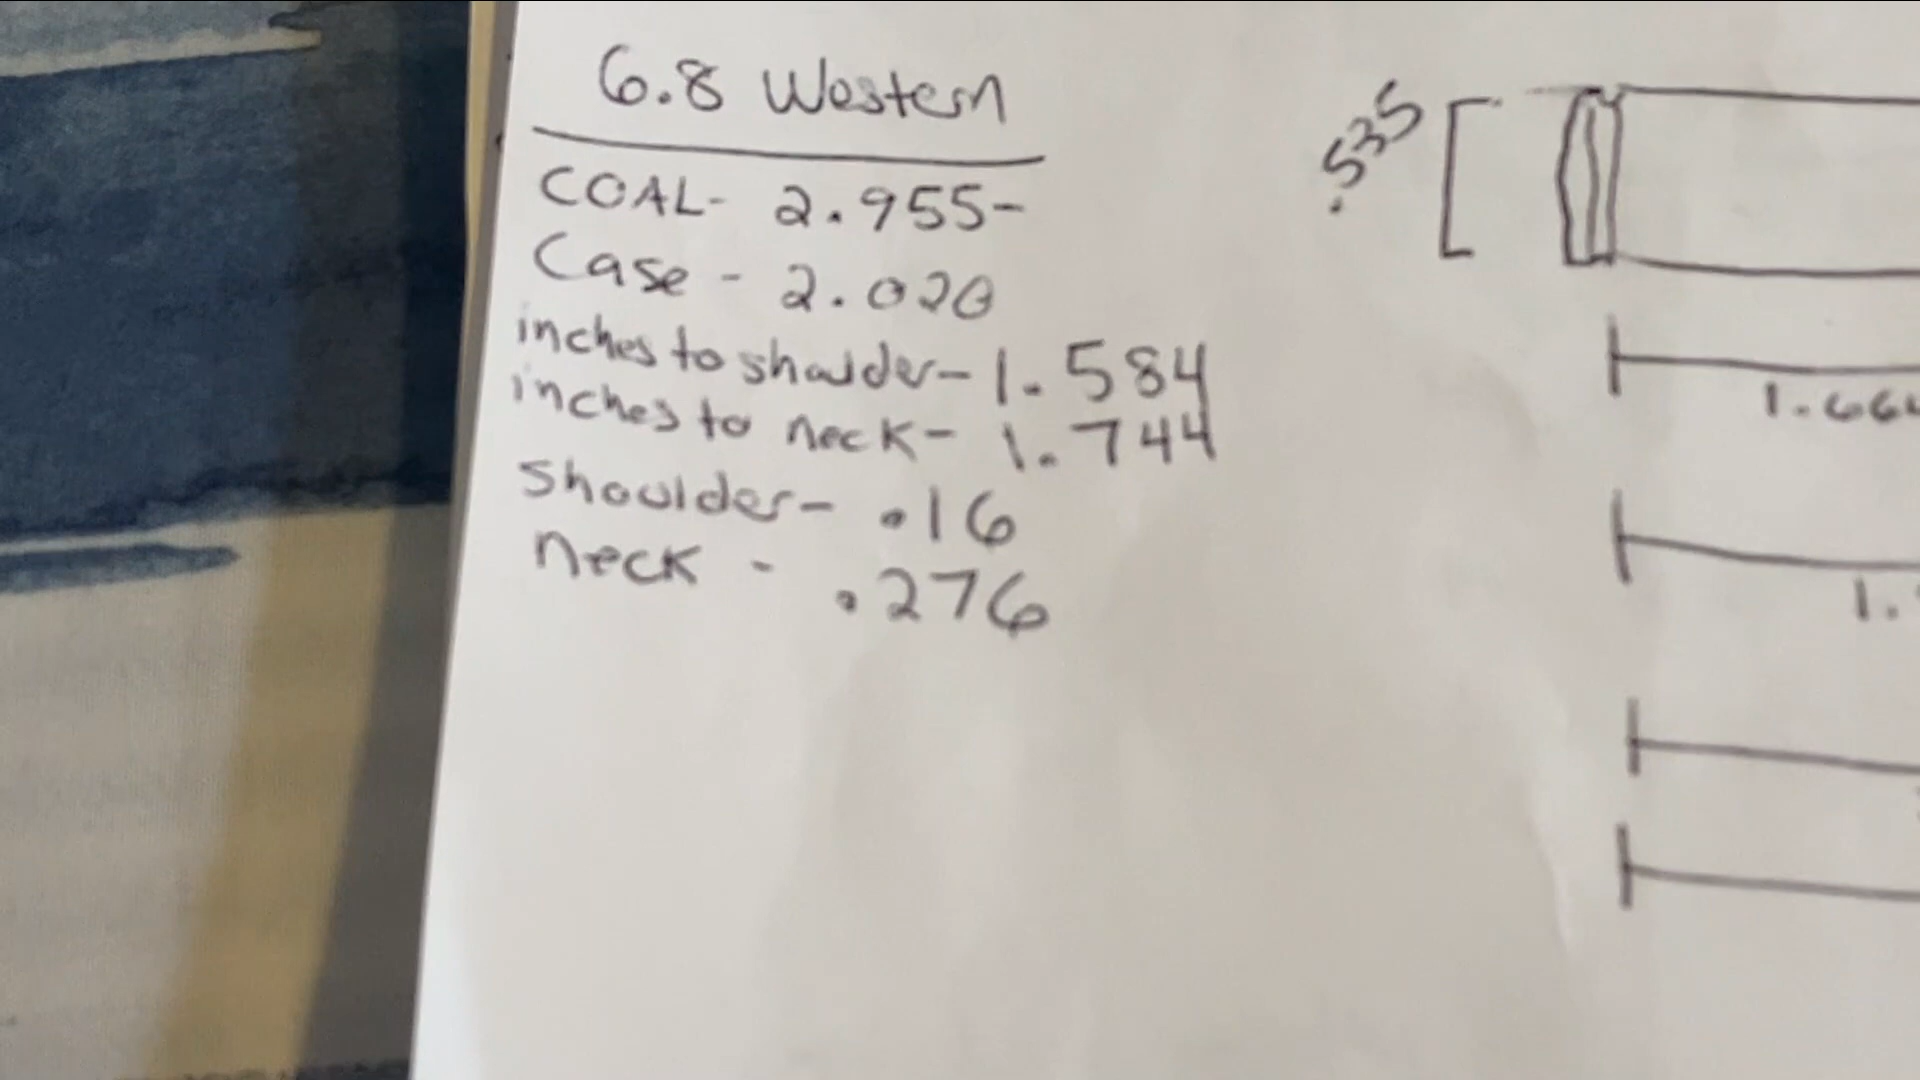 6.8 Western
COAL- 2.955-
Case - 2.020
inches to shoulder- 1.584
inches to neck- 1.744
Shoulder- .16
neck - .276
.535